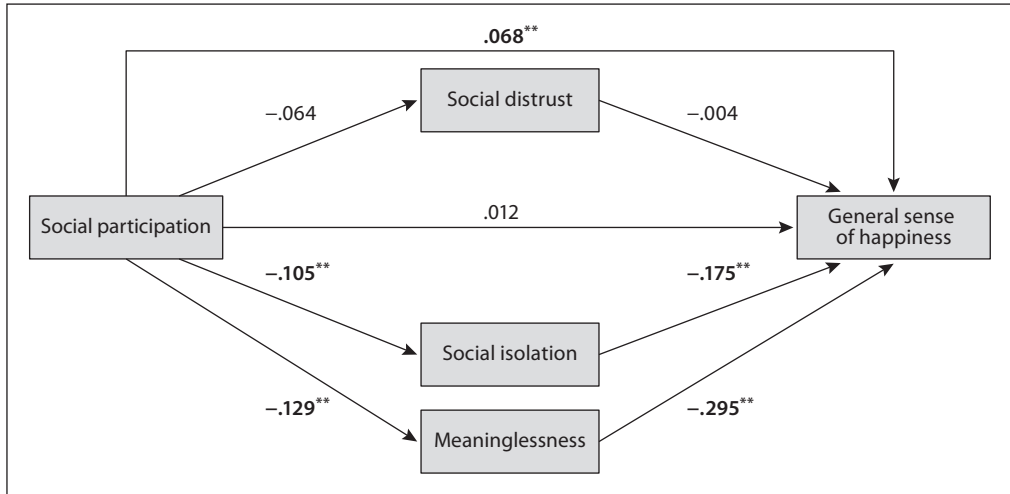 .068**
Social distrust
−.064
−.004
Social participation
.012
General sense
of happiness
−.105**
−.175**
Social isolation
−.129**
−.295**
Meaninglessness